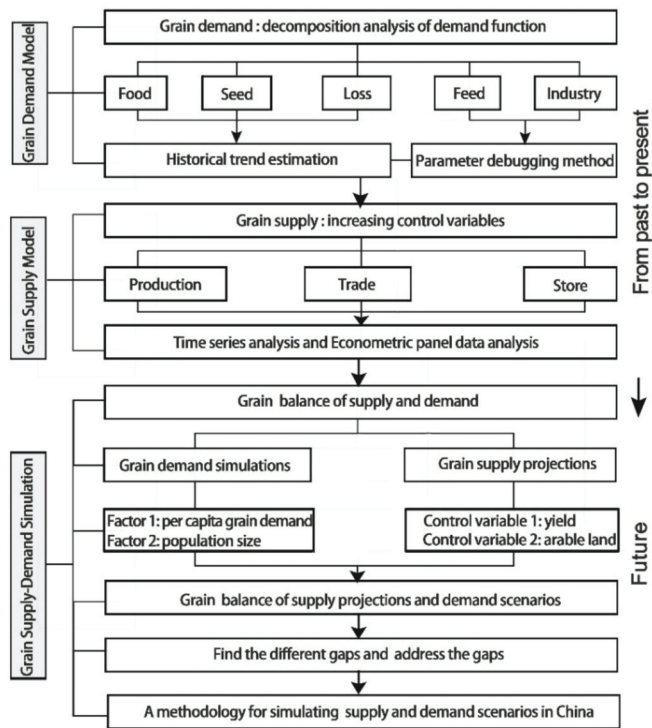 Grain Demand Model
Grain demand : decomposition analysis of demand function
Food
Seed
Loss
Feed
Industry
Historical trend estimation
Parameter debugging method
From past to present
Grain Supply Model
Grain supply : increasing control variables
Production
Trade
Store
Time series analysis and Econometric panel data analysis
Grain Supply-Demand Simulation
Grain balance of supply and demand
Grain demand simulations
Grain supply projections
Factor 1: per capita grain demand
Factor 2: population size
Control variable 1: yield
Control variable 2: arable land
Future
Grain balance of supply projections and demand scenarios
Find the different gaps and address the gaps
A methodology for simulating supply and demand scenarios in China